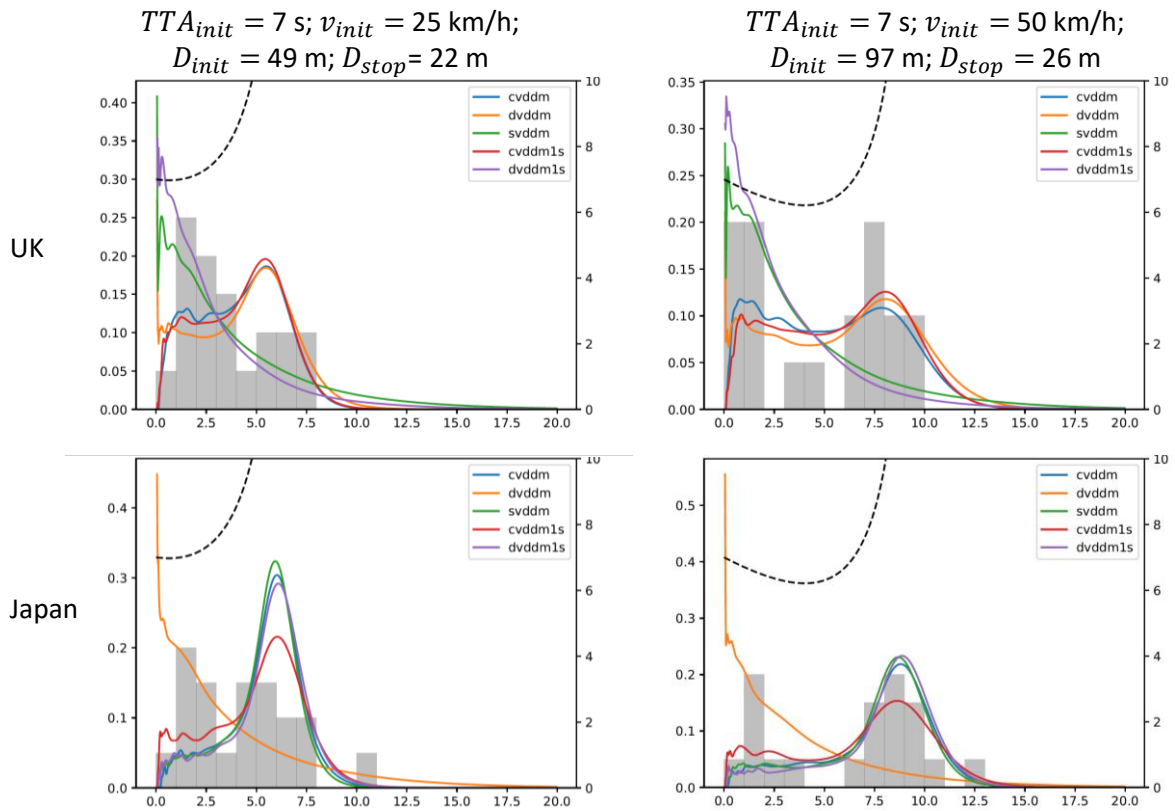 TTA_init = 7 s; v_init = 25 km/h;
D_init = 49 m; D_stop= 22 m
TTA_init = 7 s; v_init = 50 km/h;
D_init = 97 m; D_stop = 26 m
UK
0.40
0.35
0.30
0.25
0.20
0.15
0.10
0.05
0.00
10
8
6
4
2
0
cvddm
dvddm
svddm
cvddm1s
dvddm1s
0.0 2.5 5.0 7.5 10.0 12.5 15.0 17.5 20.0
0.35
0.30
0.25
0.20
0.15
0.10
0.05
0.00
10
8
6
4
2
0
cvddm
dvddm
svddm
cvddm1s
dvddm1s
0.0 2.5 5.0 7.5 10.0 12.5 15.0 17.5 20.0
Japan
0.4
0.3
0.2
0.1
0.0
10
8
6
4
2
0
cvddm
dvddm
svddm
cvddm1s
dvddm1s
0.0 2.5 5.0 7.5 10.0 12.5 15.0 17.5 20.0
0.5
0.4
0.3
0.2
0.1
0.0
10
8
6
4
2
0
cvddm
dvddm
svddm
cvddm1s
dvddm1s
0.0 2.5 5.0 7.5 10.0 12.5 15.0 17.5 20.0